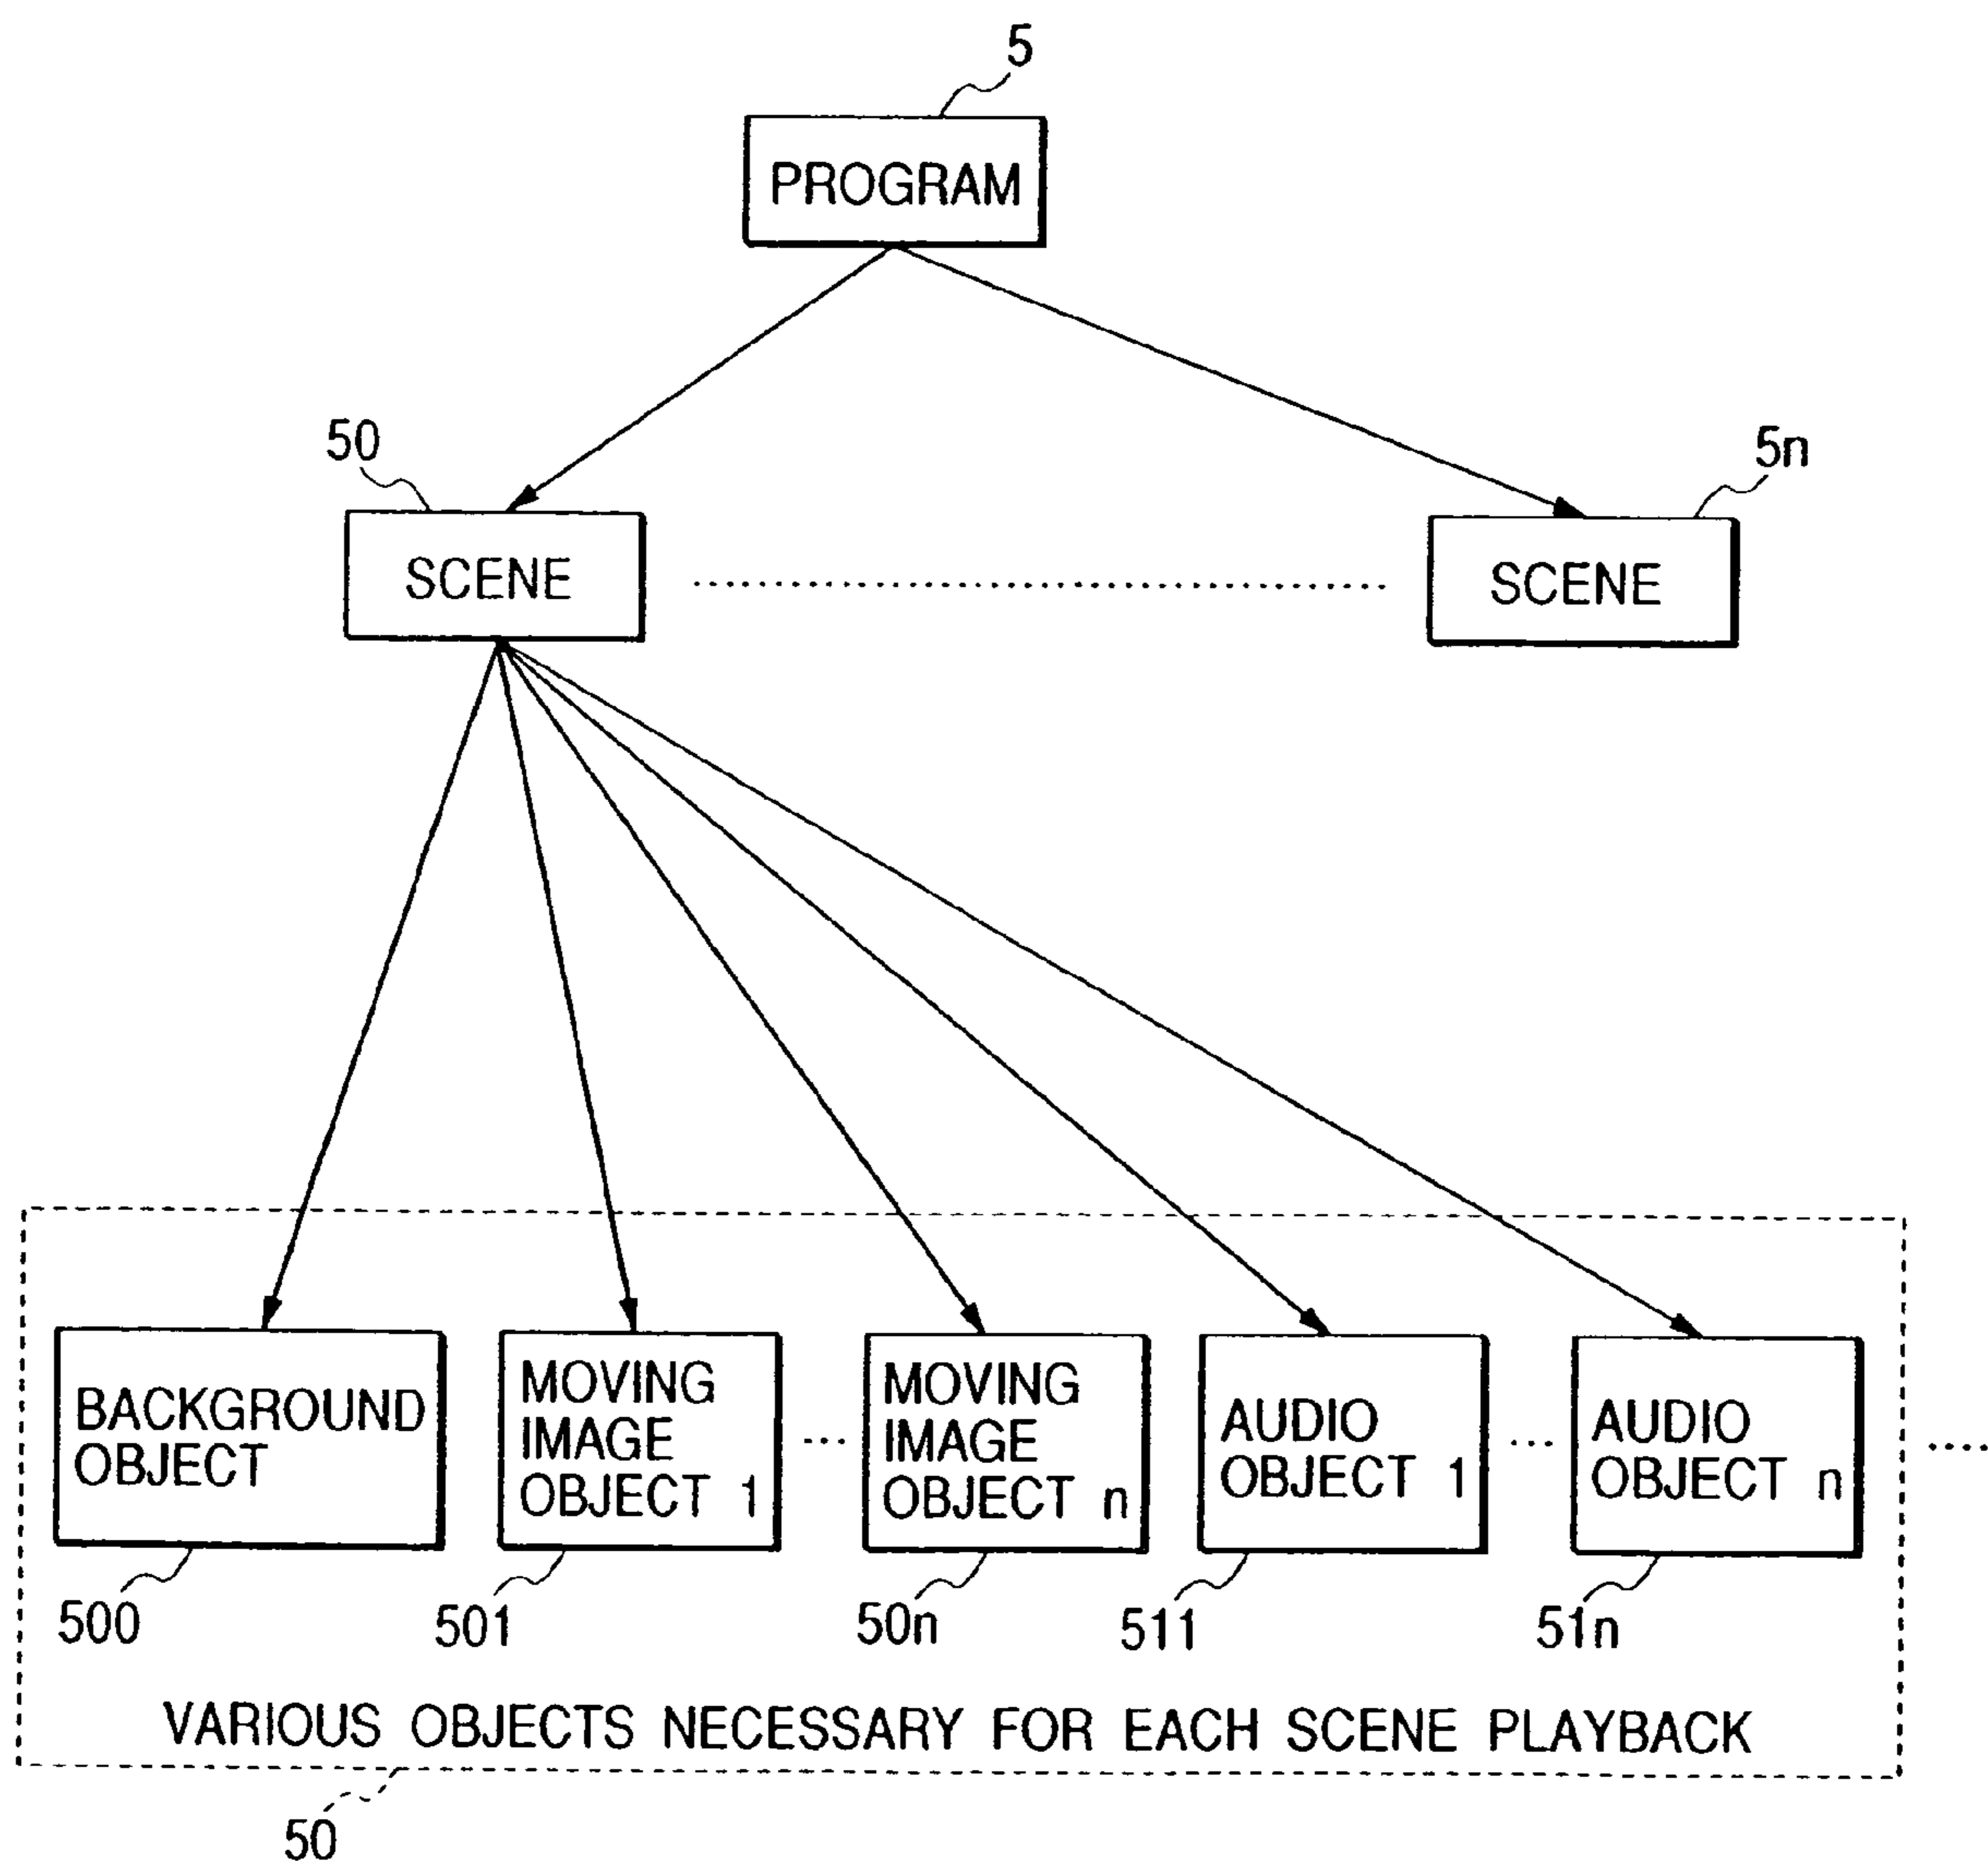 5
PROGRAM
50
5n
SCENE
SCENE
BACKGROUND
OBJECT
MOVING
IMAGE
OBJECT 1
MOVING
IMAGE
OBJECT n
AUDIO
OBJECT 1
AUDIO
OBJECT n
500
501
50n
511
51n
VARIOUS OBJECTS NECESSARY FOR EACH SCENE PLAYBACK
50